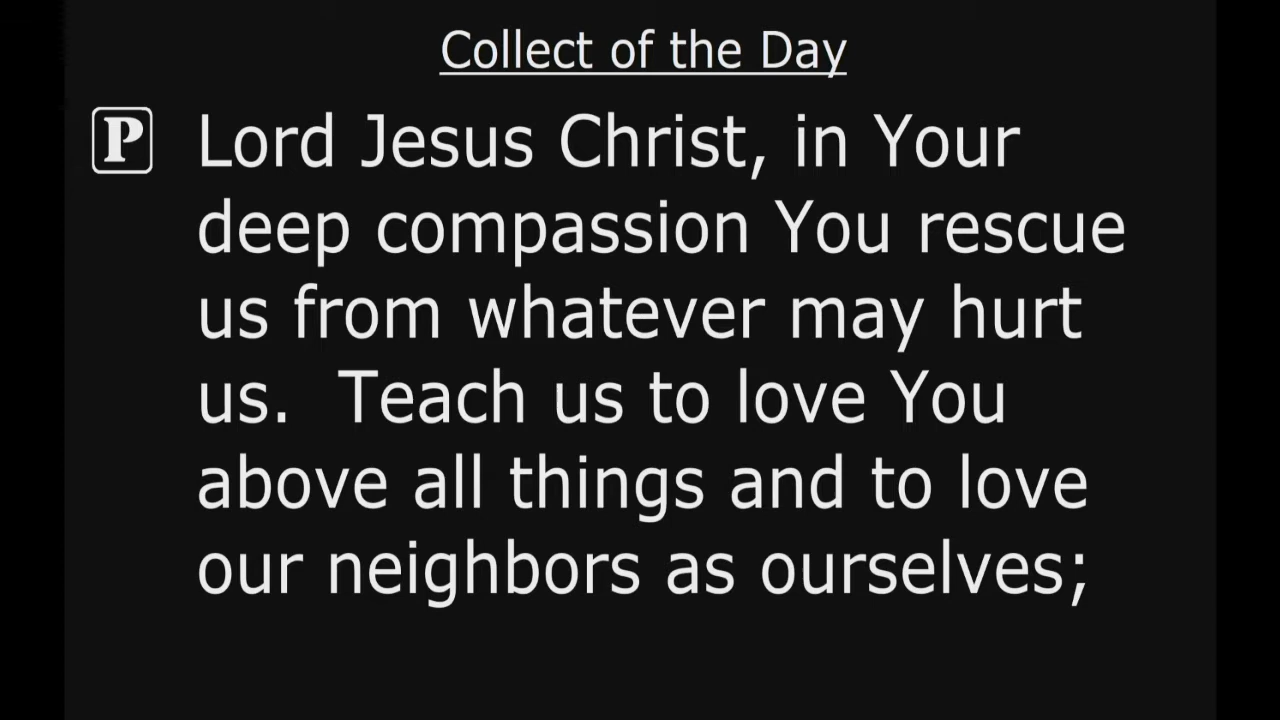 Collect of the Day
P Lord Jesus Christ, in Your
deep compassion You rescue
us from whatever may hurt
us.  Teach us to love You
above all things and to love
our neighbors as ourselves;